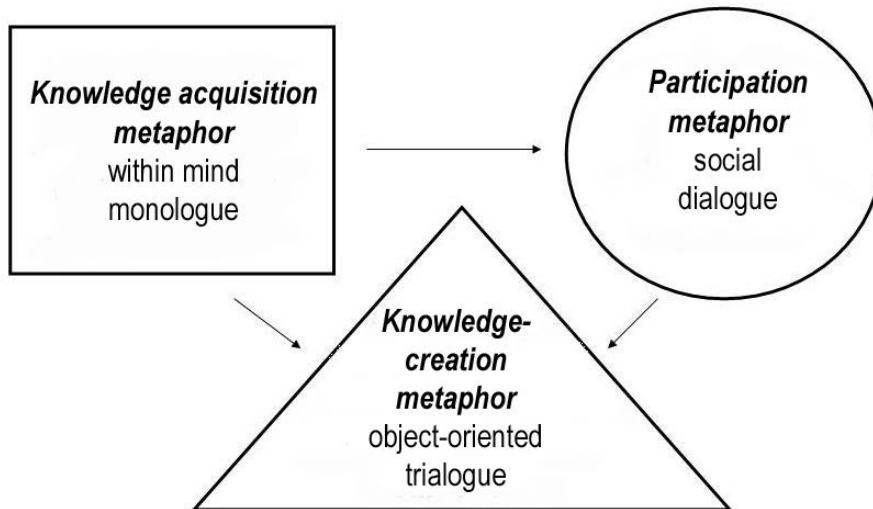 Knowledge acquisition
metaphor
within mind
monologue
Participation
metaphor
social
dialogue
Knowledge-
creation
metaphor
object-oriented
trialogue